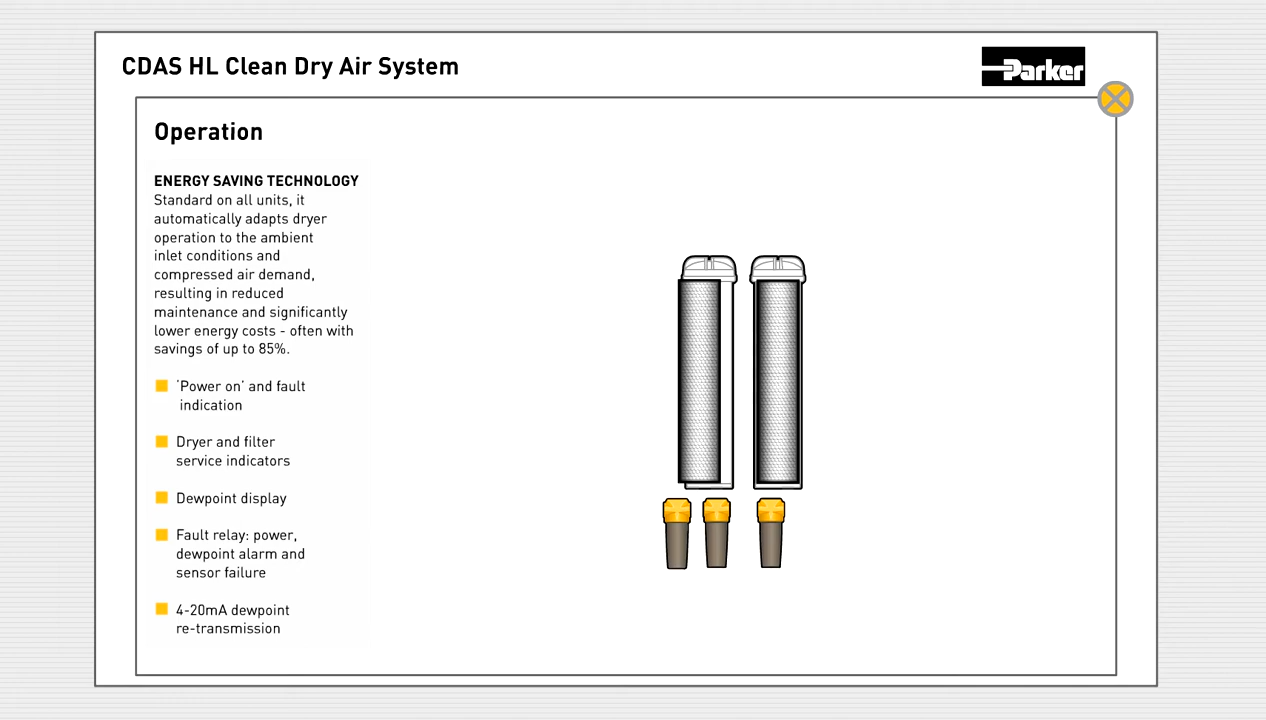 CDAS HL Clean Dry Air System
Parker
Operation
ENERGY SAVING TECHNOLOGY
Standard on all units, it
automatically adapts dryer
operation to the ambient
inlet conditions and
compressed air demand,
resulting in reduced
maintenance and significantly
lower energy costs - often with
savings of up to 85%.
‘Power on’ and fault
indication
Dryer and filter
service indicators
Dewpoint display
Fault relay: power,
dewpoint alarm and
sensor failure
4-20mA dewpoint
re-transmission